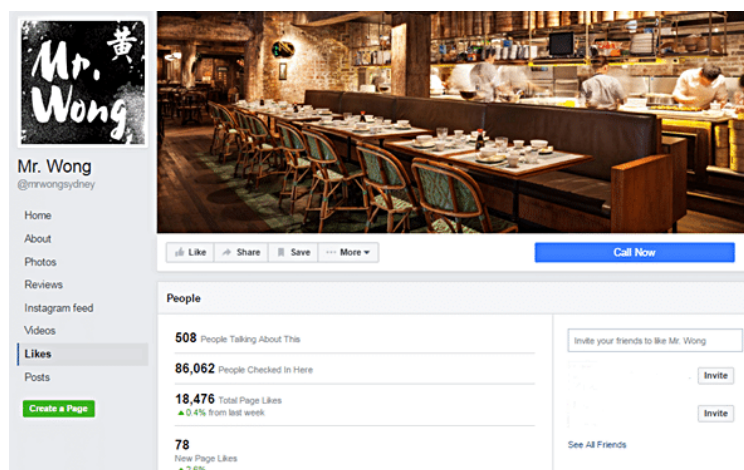 黄
Mr.
Wong
Mr. Wong
@mrwongsydney
Home
About
Photos
Reviews
Instagram feed
Videos
Likes
Posts
Create a Page
Like
Share
Save
More
Call Now
People
508 People Talking About This
86,062 People Checked In Here
18,476 Total Page Likes
0.4% from last week
78
New Page Likes
2.6%
Invite your friends to like Mr. Wong
Invite
Invite
See All Friends